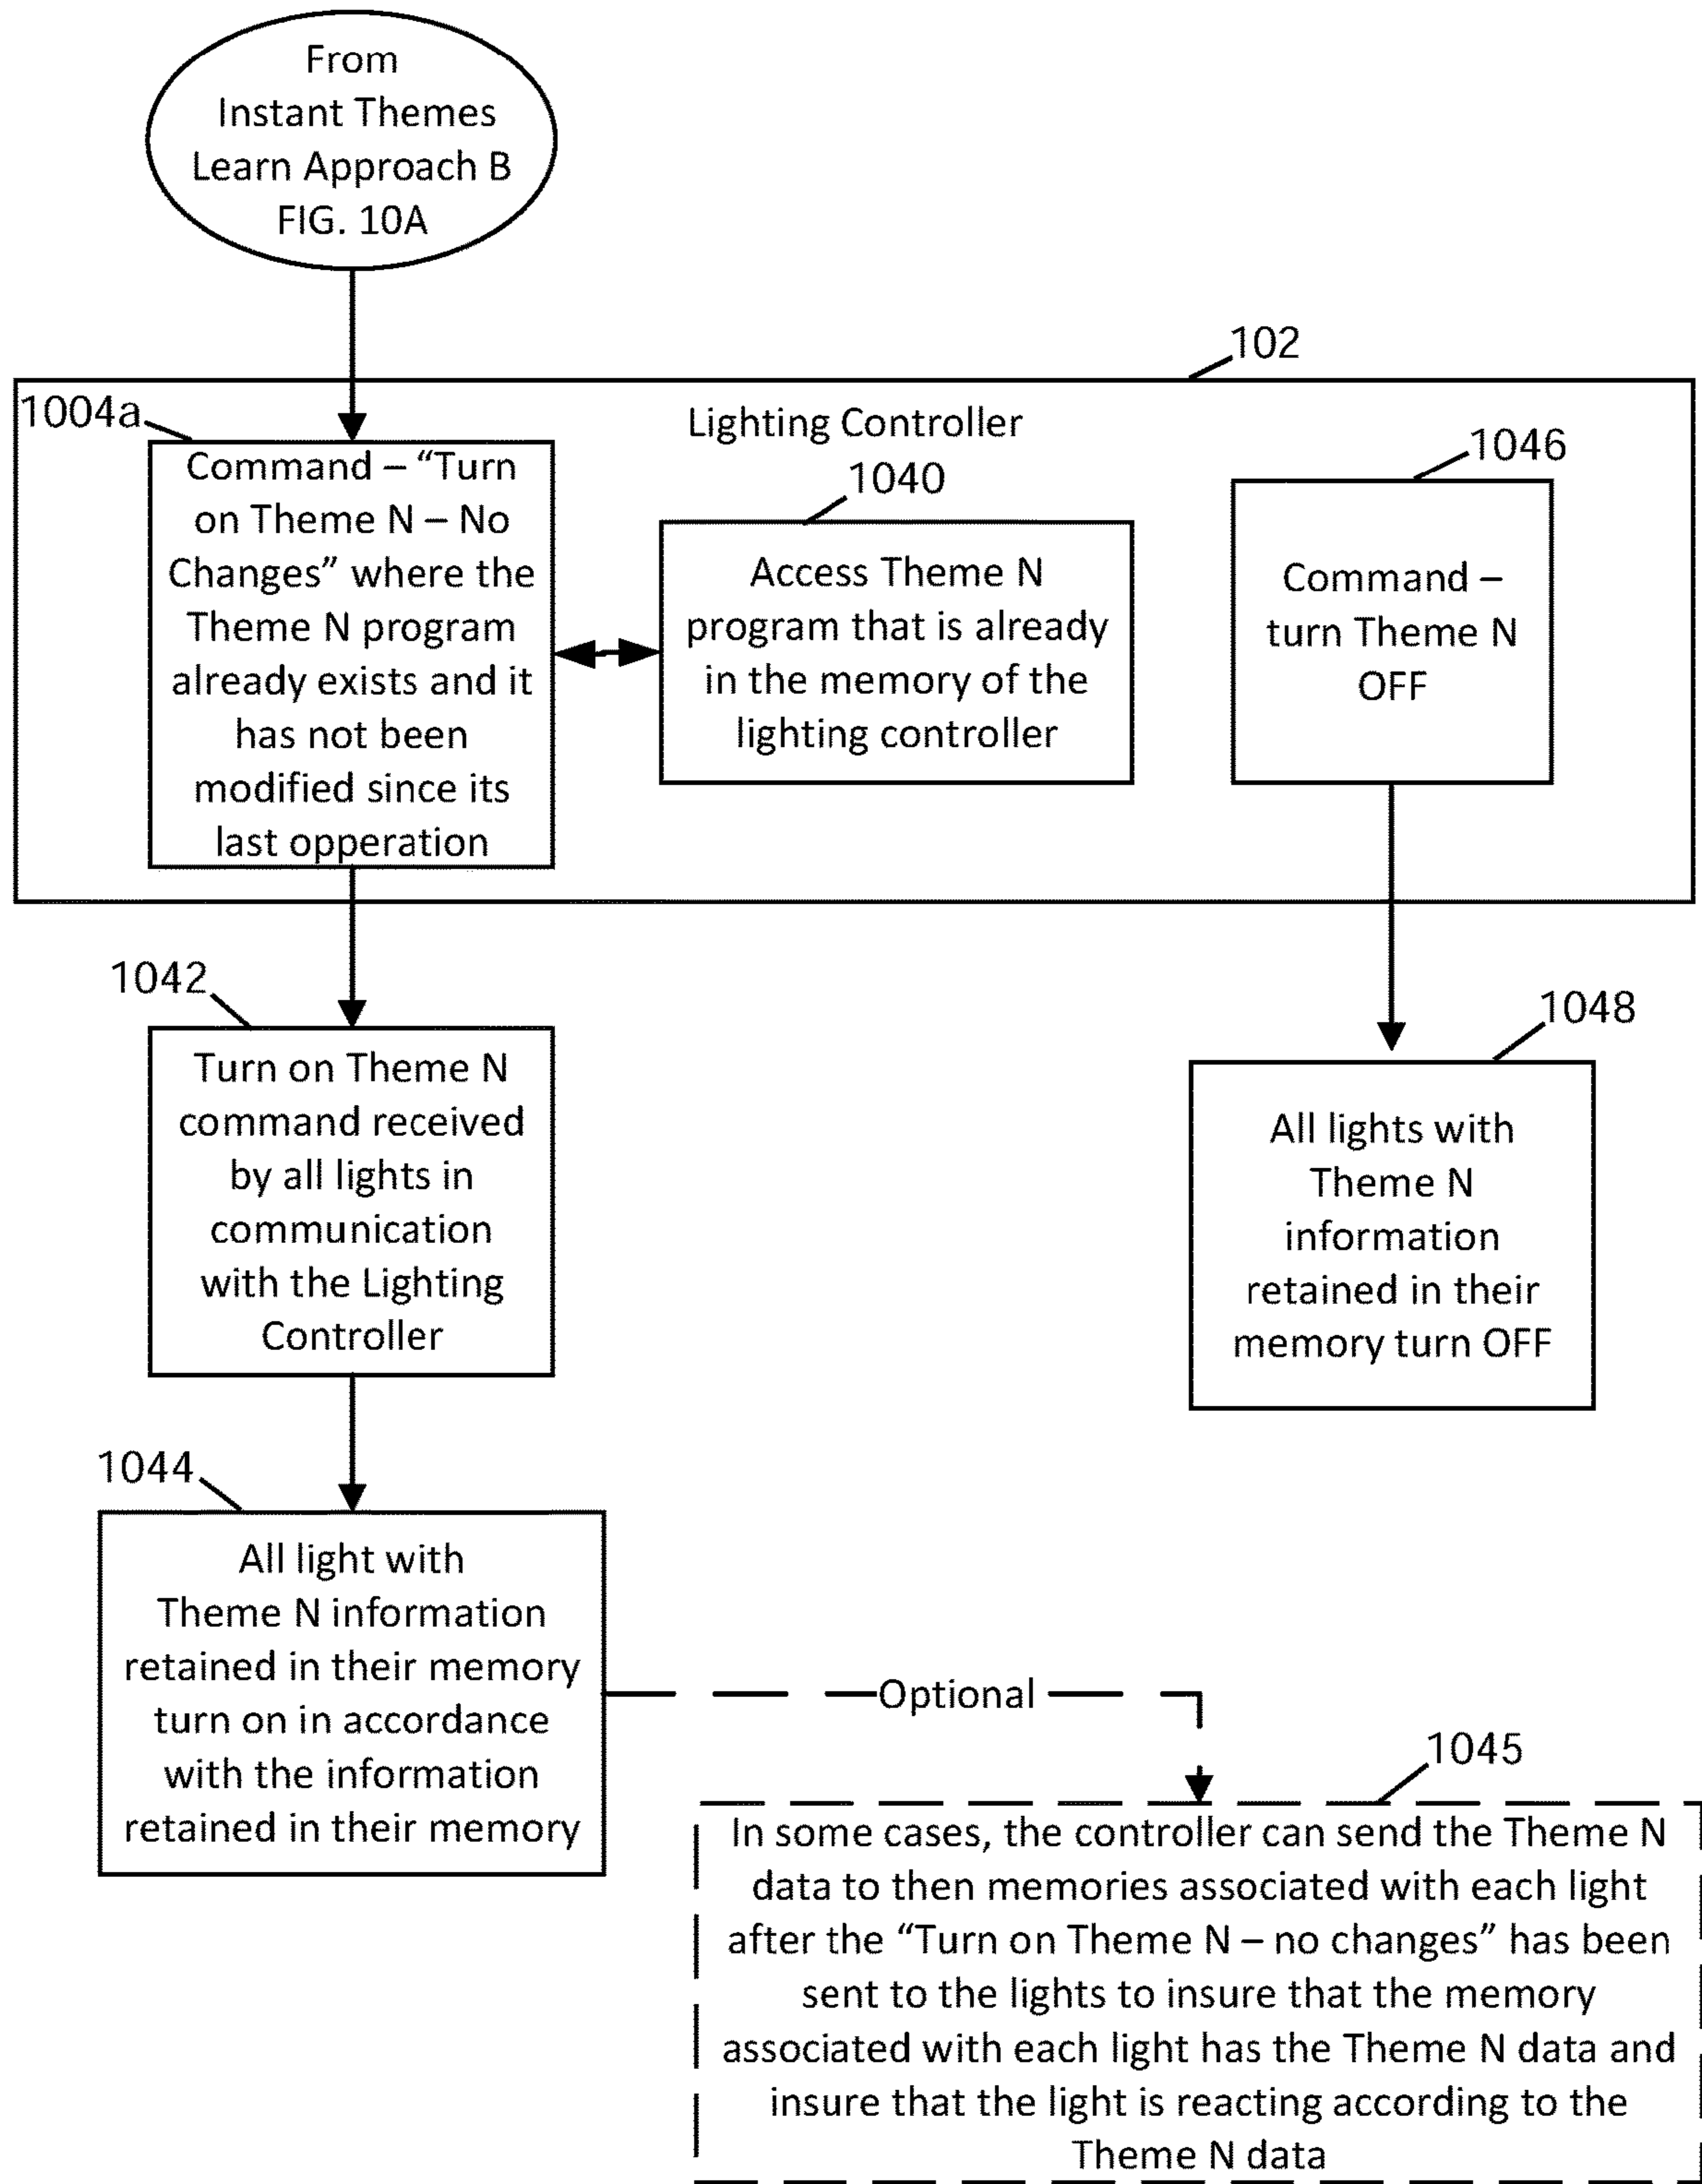 From
Instant Themes
Learn Approach B
FIG. 10A
102
Lighting Controller
1004a
Command – “Turn
on Theme N – No
Changes” where the
Theme N program
already exists and it
has not been
modified since its
last opperation
1040
Access Theme N
program that is already
in the memory of the
lighting controller
1046
Command –
turn Theme N
OFF
1042
Turn on Theme N
command received
by all lights in
communication
with the Lighting
Controller
1048
All lights with
Theme N
information
retained in their
memory turn OFF
1044
All light with
Theme N information
retained in their memory
turn on in accordance
with the information
retained in their memory
Optional
1045
In some cases, the controller can send the Theme N
data to then memories associated with each light
after the “Turn on Theme N – no changes” has been
sent to the lights to insure that the memory
associated with each light has the Theme N data and
insure that the light is reacting according to the
Theme N data